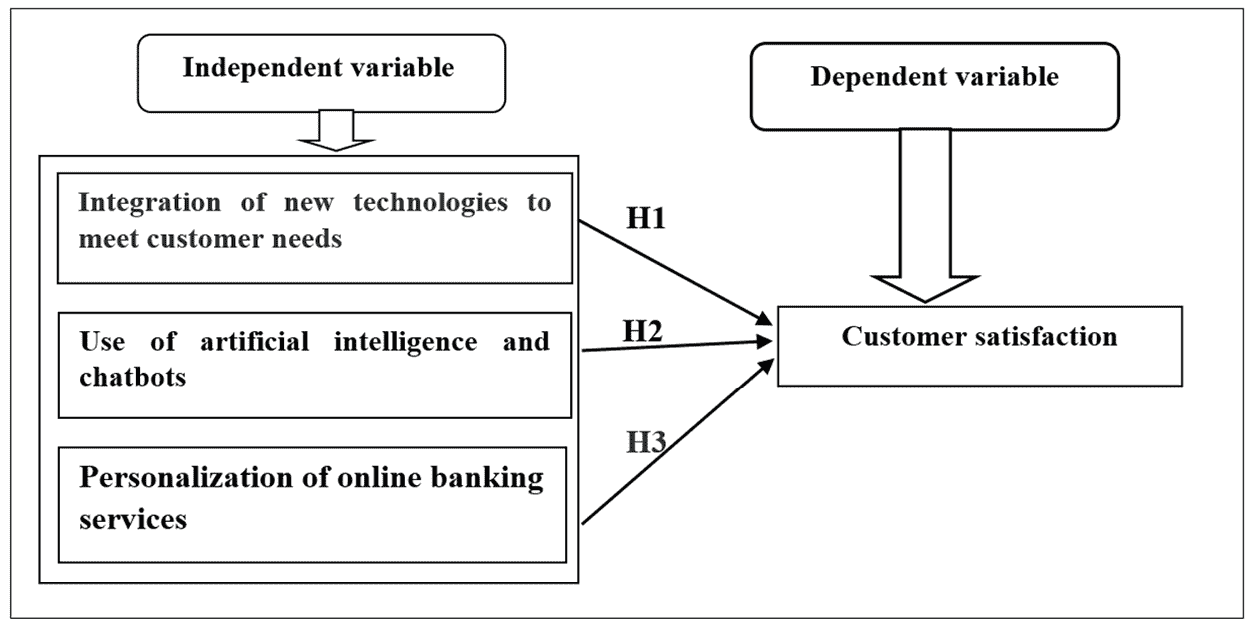 Independent variable
Dependent variable
Integration of new technologies to
meet customer needs
H1
Use of artificial intelligence and
chatbots
H2
Customer satisfaction
Personalization of online banking
services
H3